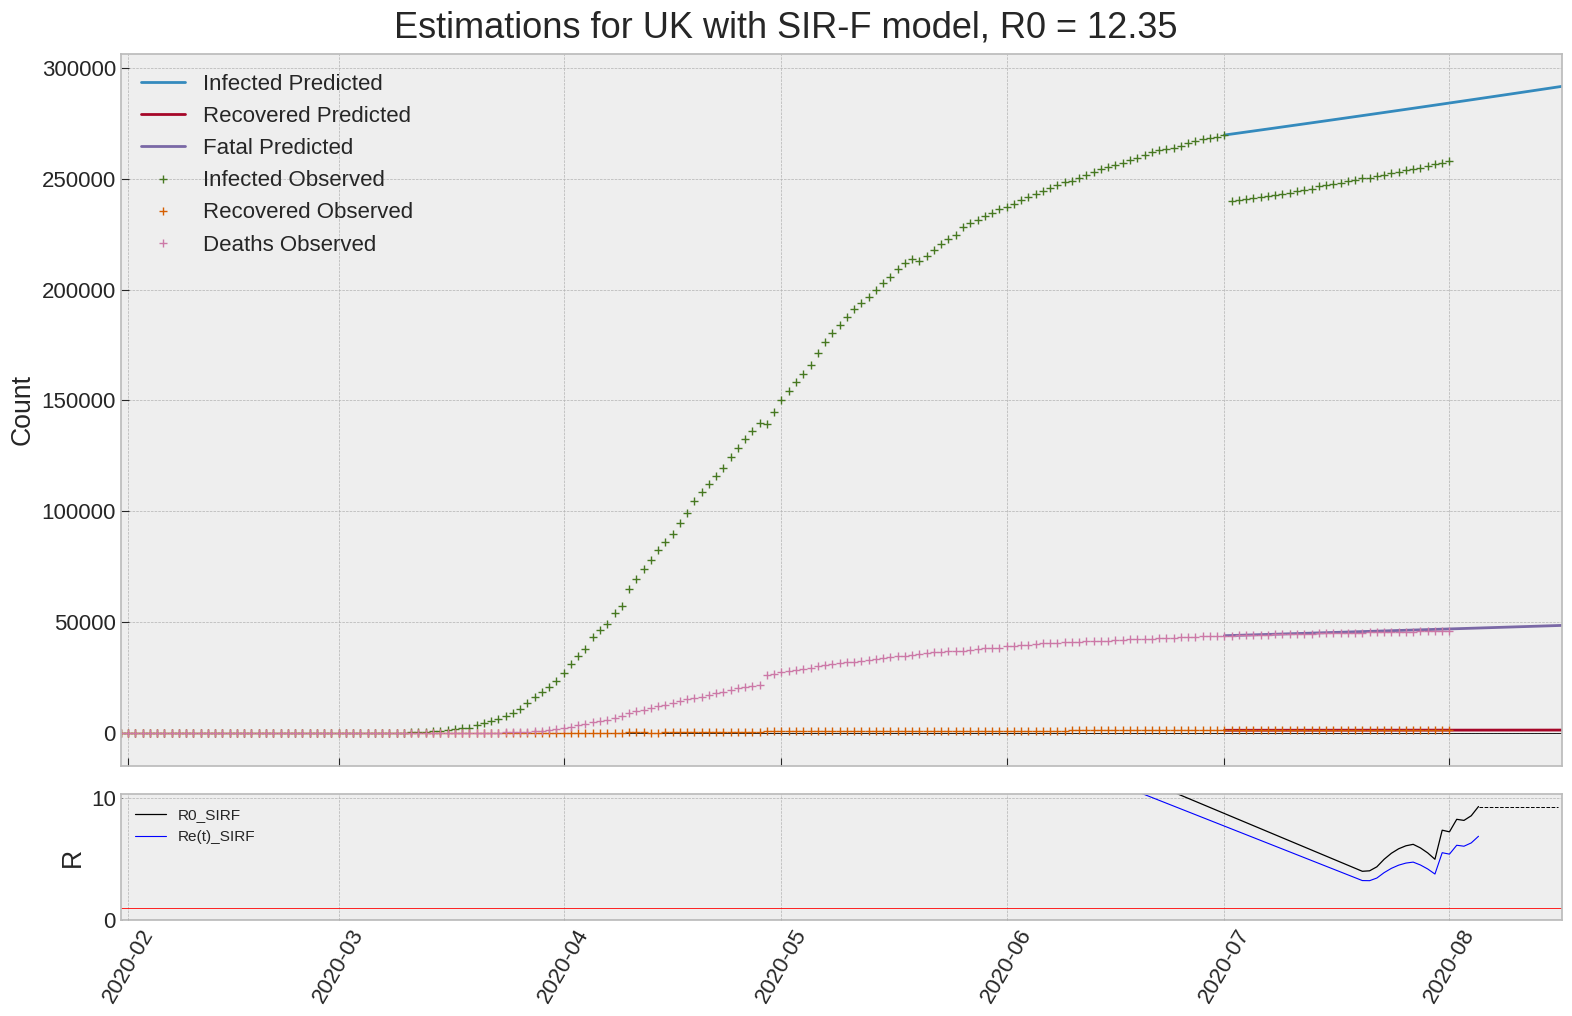 Estimations for UK with SIR-F model, R0 = 12.35
300000
250000
200000
150000
100000
50000
0
Count
Infected Predicted
Recovered Predicted
Fatal Predicted
Infected Observed
Recovered Observed
Deaths Observed
10
0
R
R0_SIRF
Re(t)_SIRF
2020-02
2020-03
2020-04
2020-05
2020-06
2020-07
2020-08